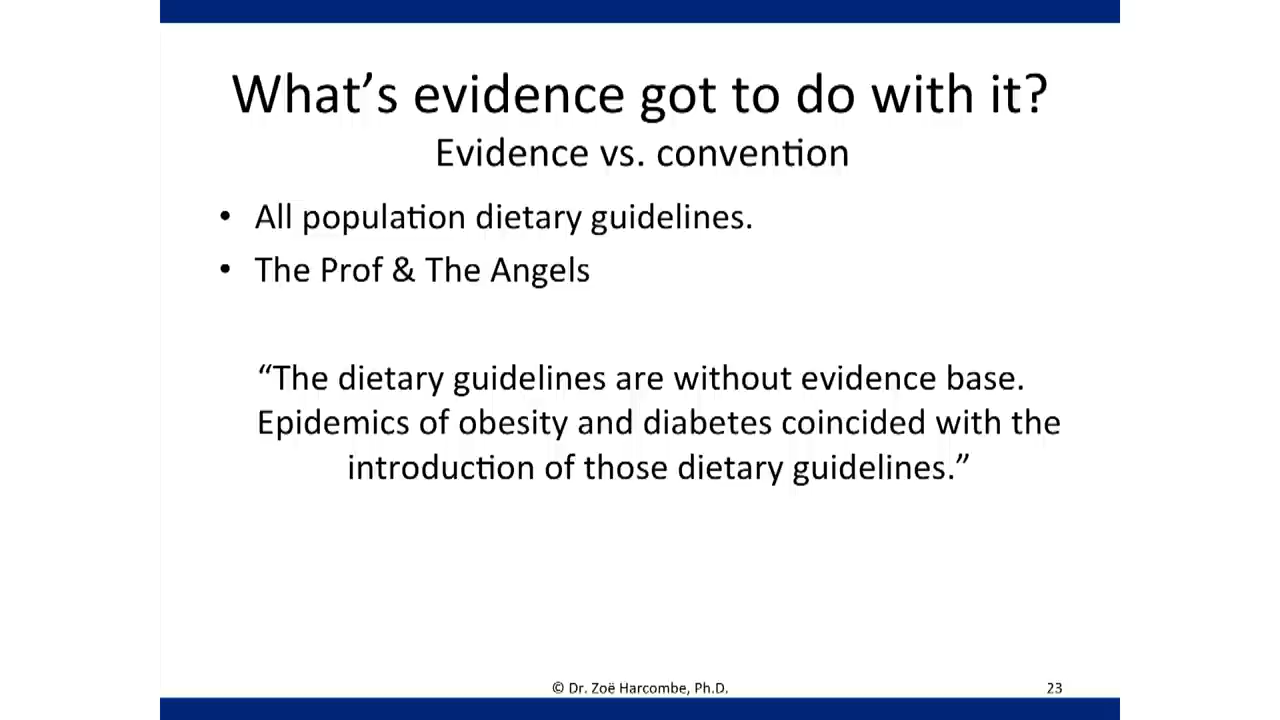 What’s evidence got to do with it?
Evidence vs. convention
• All population dietary guidelines.
• The Prof & The Angels
“The dietary guidelines are without evidence base.
Epidemics of obesity and diabetes coincided with the
introduction of those dietary guidelines.”
© Dr. Zoë Harcombe, Ph.D.
23